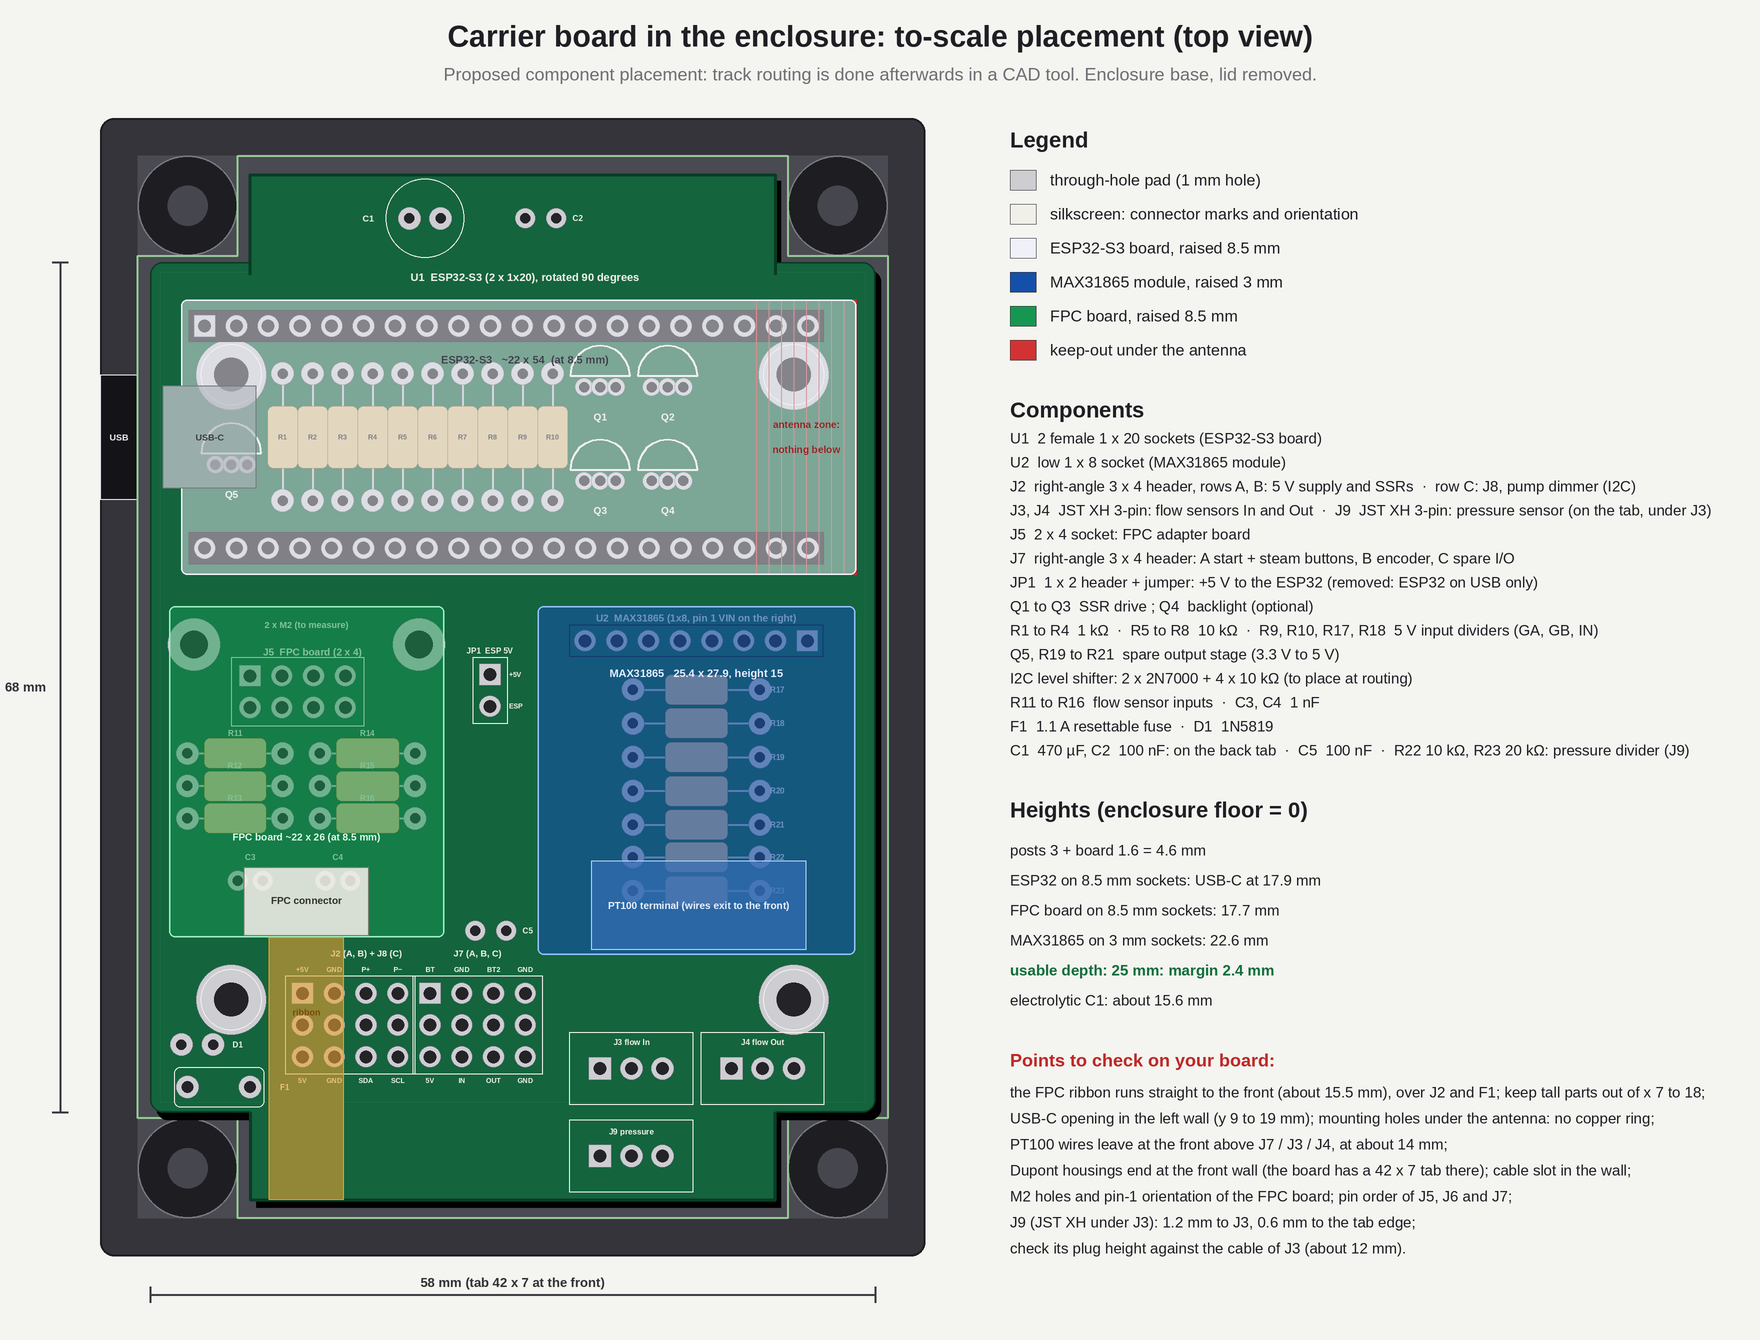 Carrier board in the enclosure: to-scale placement (top view)
Proposed component placement: track routing is done afterwards in a CAD tool. Enclosure base, lid removed.
C1
C2
U1 ESP32-S3 (2 x 1x20), rotated 90 degrees
ESP32-S3 ~22 x 54 (at 8.5 mm)
Q1
Q2
antenna zone:
nothing below
USB
USB-C
R1
R2
R3
R4
R5
R6
R7
R8
R9
R10
Q5
Q3
Q4
2 x M2 (to measure)
J5 FPC board (2 x 4)
JP1 ESP 5V
+5V
ESP
U2 MAX31865 (1x8, pin 1 VIN on the right)
MAX31865 25.4 x 27.9, height 15
R17
R18
R19
R20
R21
R22
R23
68 mm
R11
R14
R12
R15
R13
R16
FPC board ~22 x 26 (at 8.5 mm)
C3
C4
FPC connector
PT100 terminal (wires exit to the front)
C5
J2 (A, B) + J8 (C)
J7 (A, B, C)
+5V
GND
P+
P−
BT
GND
BT2
GND
ribbon
D1
F1
5V
GND
SDA
SCL
5V
IN
OUT
GND
J3 flow In
J4 flow Out
J9 pressure
58 mm (tab 42 x 7 at the front)
Legend
through-hole pad (1 mm hole)
silkscreen: connector marks and orientation
ESP32-S3 board, raised 8.5 mm
MAX31865 module, raised 3 mm
FPC board, raised 8.5 mm
keep-out under the antenna
Components
U1 2 female 1 x 20 sockets (ESP32-S3 board)
U2 low 1 x 8 socket (MAX31865 module)
J2 right-angle 3 x 4 header, rows A, B: 5 V supply and SSRs · row C: J8, pump dimmer (I2C)
J3, J4 JST XH 3-pin: flow sensors In and Out · J9 JST XH 3-pin: pressure sensor (on the tab, under J3)
J5 2 x 4 socket: FPC adapter board
J7 right-angle 3 x 4 header: A start + steam buttons, B encoder, C spare I/O
JP1 1 x 2 header + jumper: +5 V to the ESP32 (removed: ESP32 on USB only)
Q1 to Q3 SSR drive ; Q4 backlight (optional)
R1 to R4 1 kΩ · R5 to R8 10 kΩ · R9, R10, R17, R18 5 V input dividers (GA, GB, IN)
Q5, R19 to R21 spare output stage (3.3 V to 5 V)
I2C level shifter: 2 x 2N7000 + 4 x 10 kΩ (to place at routing)
R11 to R16 flow sensor inputs · C3, C4 1 nF
F1 1.1 A resettable fuse · D1 1N5819
C1 470 µF, C2 100 nF: on the back tab · C5 100 nF · R22 10 kΩ, R23 20 kΩ: pressure divider (J9)
Heights (enclosure floor = 0)
posts 3 + board 1.6 = 4.6 mm
ESP32 on 8.5 mm sockets: USB-C at 17.9 mm
FPC board on 8.5 mm sockets: 17.7 mm
MAX31865 on 3 mm sockets: 22.6 mm
usable depth: 25 mm: margin 2.4 mm
electrolytic C1: about 15.6 mm
Points to check on your board:
the FPC ribbon runs straight to the front (about 15.5 mm), over J2 and F1; keep tall parts out of x 7 to 18;
USB-C opening in the left wall (y 9 to 19 mm); mounting holes under the antenna: no copper ring;
PT100 wires leave at the front above J7 / J3 / J4, at about 14 mm;
Dupont housings end at the front wall (the board has a 42 x 7 tab there); cable slot in the wall;
M2 holes and pin-1 orientation of the FPC board; pin order of J5, J6 and J7;
J9 (JST XH under J3): 1.2 mm to J3, 0.6 mm to the tab edge;
check its plug height against the cable of J3 (about 12 mm).